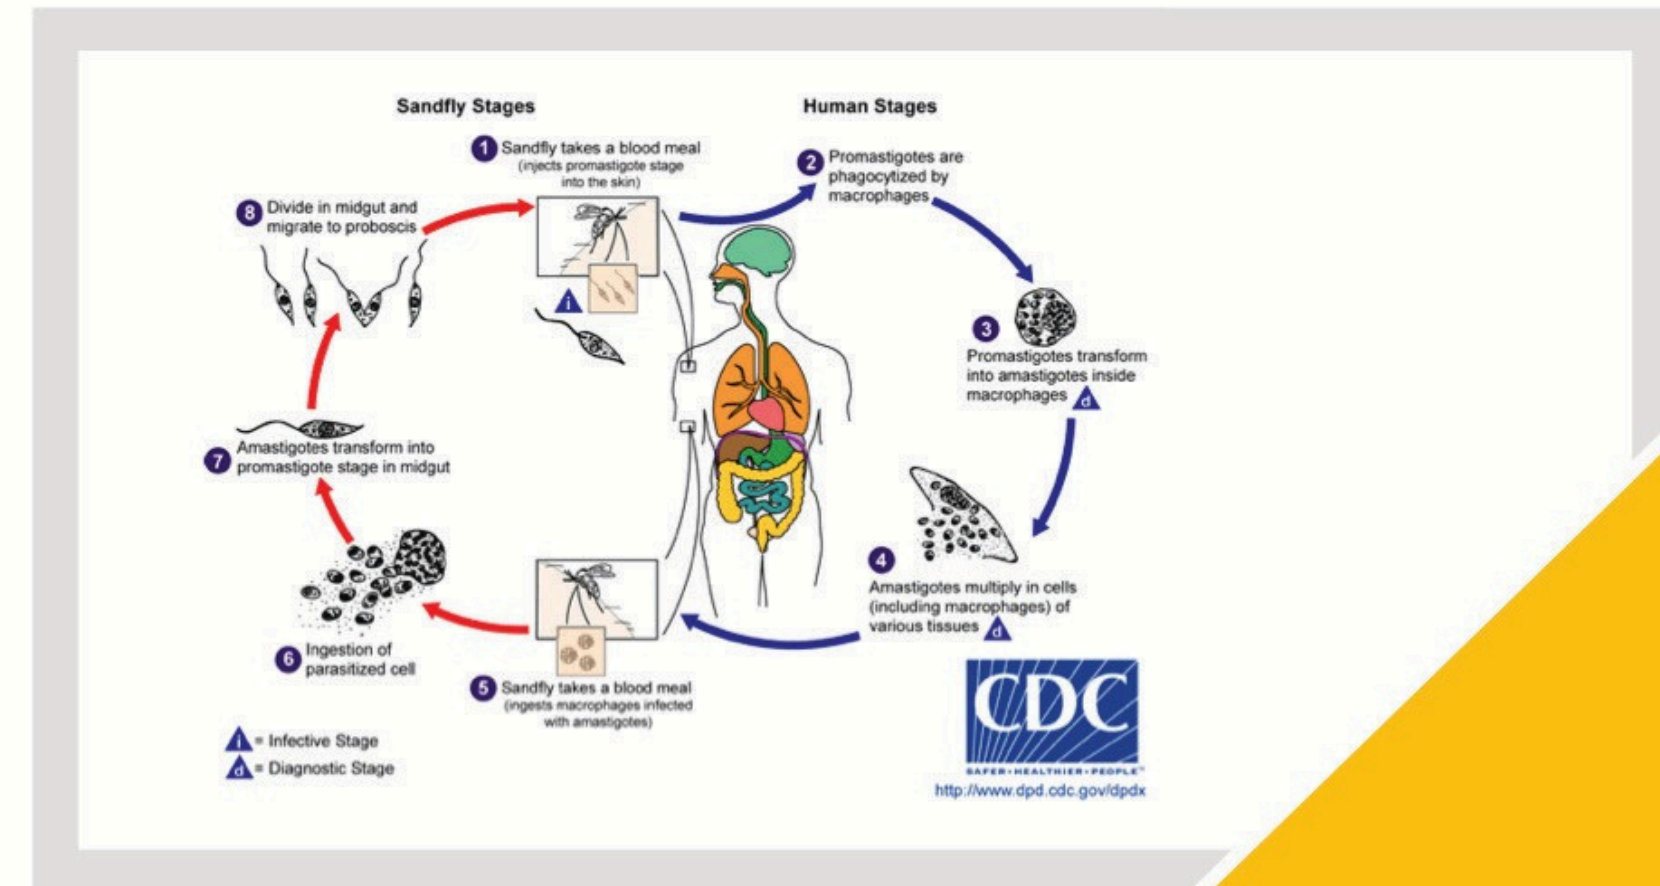 Sandfly Stages
Human Stages
1 Sandfly takes a blood meal
(injects promastigote stage
into the skin)
2 Promastigotes are
phagocytized by
macrophages
3
Promastigotes transform
into amastigotes inside
macrophages d
4
Amastigotes multiply in cells
(including macrophages) of
various tissues d
5 Sandfly takes a blood meal
(ingests macrophages infected
with amastigotes)
6 Ingestion of
parasitized cell
7 Amastigotes transform into
promastigote stage in midgut
8 Divide in midgut and
migrate to proboscis
i
i = Infective Stage
d = Diagnostic Stage
CDC
SAFER•HEALTHIER•PEOPLE™
http://www.dpd.cdc.gov/dpdx